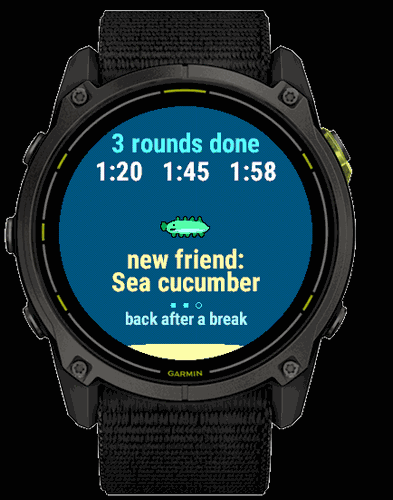 3 rounds done
1:20 1:45 1:58
new friend:
Sea cucumber
back after a break
GARMIN